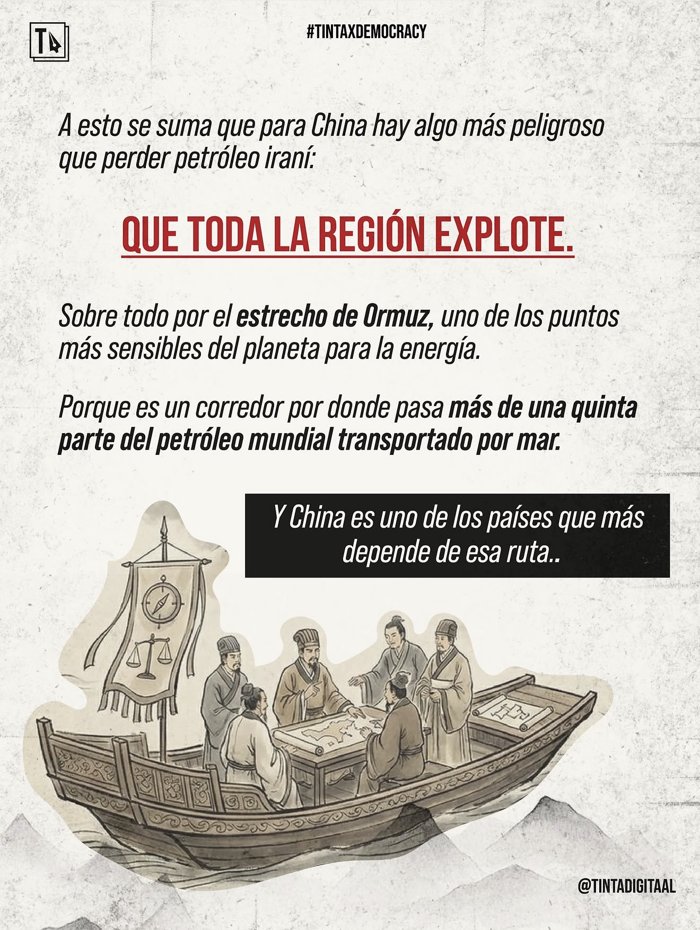 T
#TINTAXDEMOCRACY
A esto se suma que para China hay algo más peligroso
que perder petróleo iraní:
QUE TODA LA REGIÓN EXPLOTE.
Sobre todo por el estrecho de Ormuz, uno de los puntos
más sensibles del planeta para la energía.
Porque es un corredor por donde pasa más de una quinta
parte del petróleo mundial transportado por mar.
Y China es uno de los países que más
depende de esa ruta..
@TINTADIGITAAL